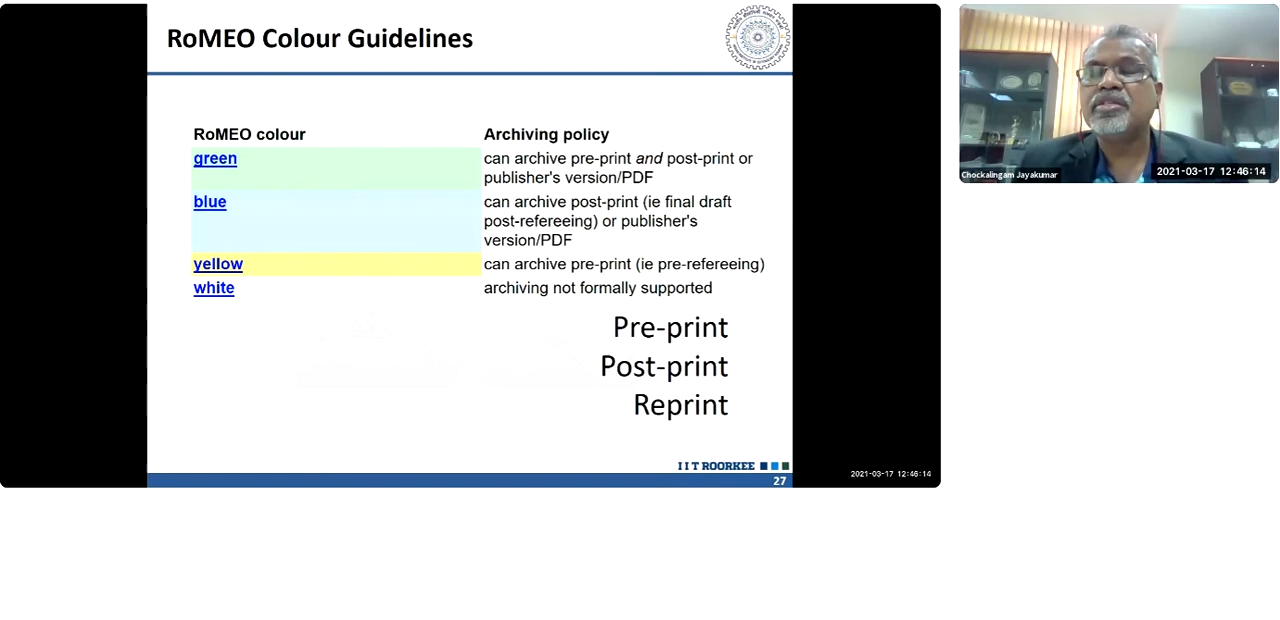 RoMEO Colour Guidelines
RoMEO colour Archiving policy
green can archive pre-print and post-print or
publisher's version/PDF
blue can archive post-print (ie final draft
post-refereeing) or publisher's
version/PDF
yellow can archive pre-print (ie pre-refereeing)
white archiving not formally supported
Pre-print
Post-print
Reprint
I I T ROORKEE
27
2021-03-17 12:46:14
Chockalingam Jayakumar
2021-03-17 12:46:14